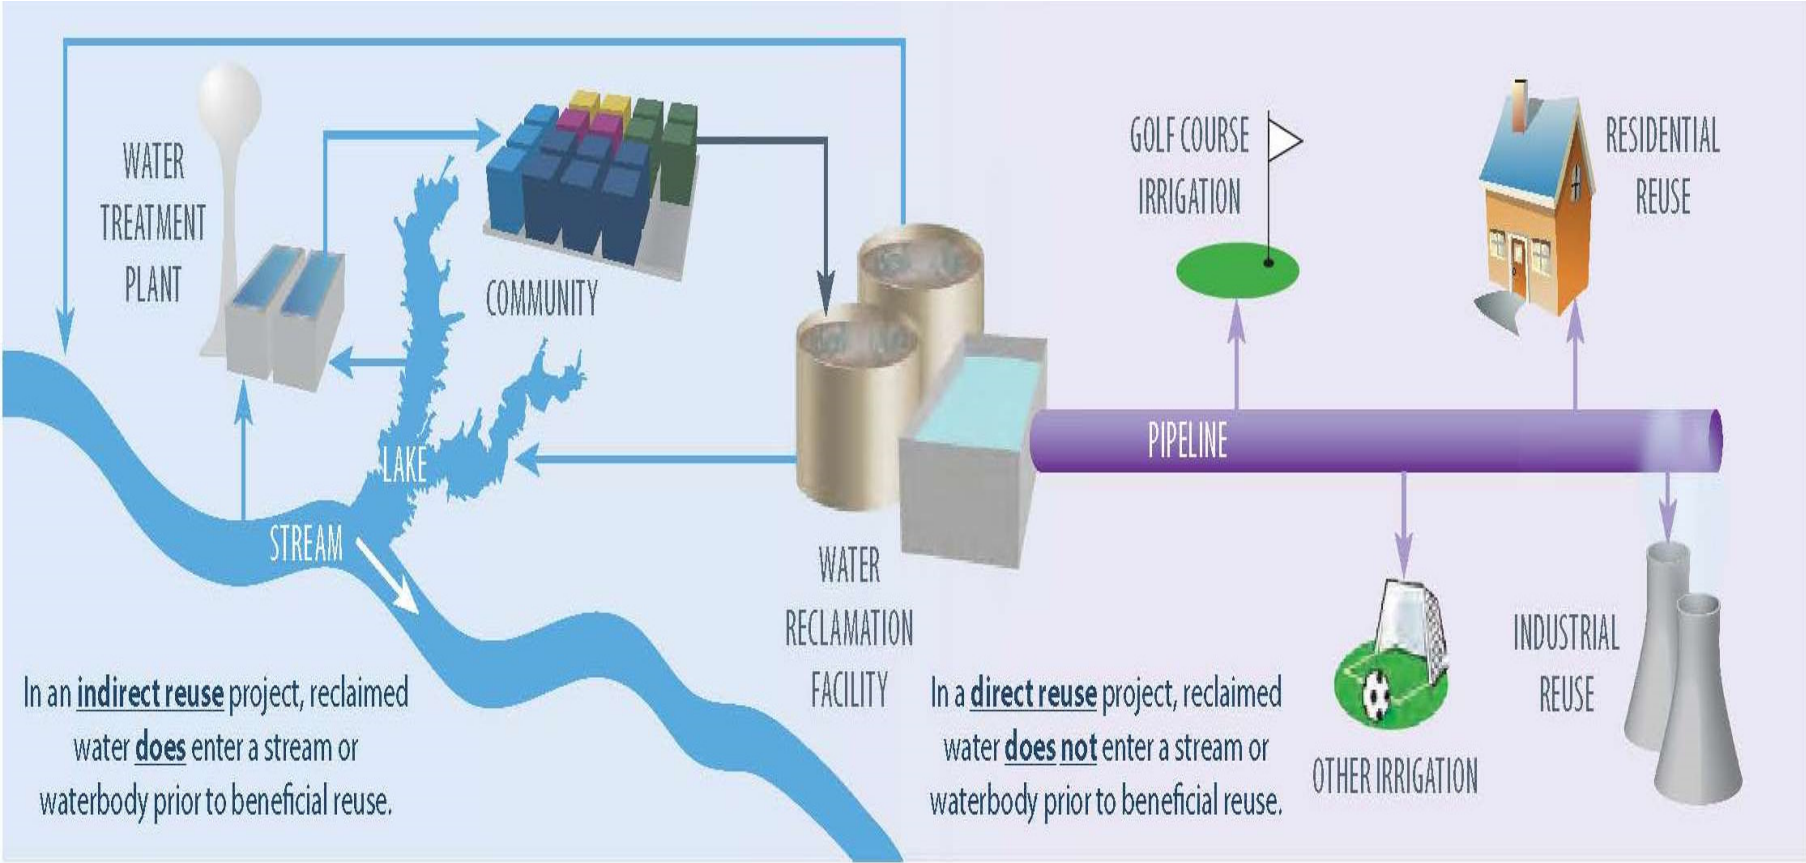 WATER
TREATMENT
PLANT
COMMUNITY
LAKE
STREAM
WATER
RECLAMATION
FACILITY
In an indirect reuse project, reclaimed
water does enter a stream or
waterbody prior to beneficial reuse.
GOLF COURSE
IRRIGATION
RESIDENTIAL
REUSE
PIPELINE
OTHER IRRIGATION
INDUSTRIAL
REUSE
In a direct reuse project, reclaimed
water does not enter a stream or
waterbody prior to beneficial reuse.